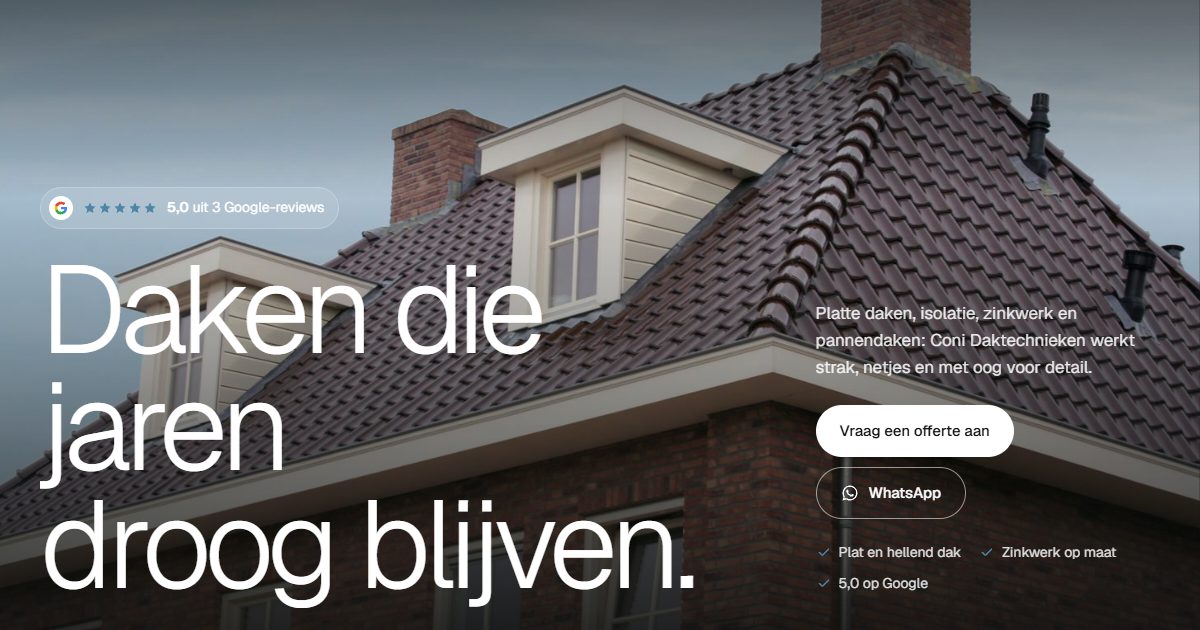 5,0 uit 3 Google-reviews
Daken die
jaren
droog blijven.
Platte daken, isolatie, zinkwerk en
pannendaken: Coni Daktechnieken werkt
strak, netjes en met oog voor detail.
Vraag een offerte aan
WhatsApp
Plat en hellend dak
Zinkwerk op maat
5,0 op Google